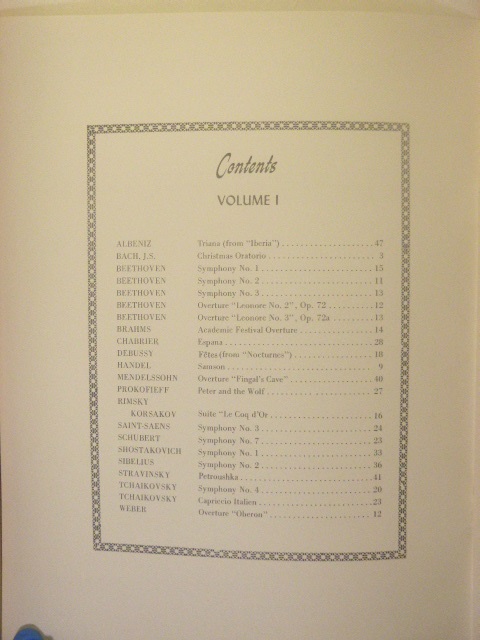 Contents
VOLUME I
ALBENIZ Triana (from "Iberia") 47
BACH, J.S. Christmas Oratorio 3
BEETHOVEN Symphony No. 1 15
BEETHOVEN Symphony No. 2 11
BEETHOVEN Symphony No. 3 13
BEETHOVEN Overture "Leonore No. 2", Op. 72 12
BEETHOVEN Overture "Leonore No. 3", Op. 72a 13
BRAHMS Academic Festival Overture 14
CHABRIER Espana 28
DEBUSSY Fêtes (from "Nocturnes") 18
HANDEL Samson 9
MENDELSSOHN Overture "Fingal's Cave" 40
PROKOFIEFF Peter and the Wolf 27
RIMSKY
KORSAKOV Suite "Le Coq d'Or 16
SAINT-SAENS Symphony No. 3 24
SCHUBERT Symphony No. 7 23
SHOSTAKOVICH Symphony No. 1 33
SIBELIUS Symphony No. 2 36
STRAVINSKY Petroushka 41
TCHAIKOVSKY Symphony No. 4 20
TCHAIKOVSKY Capriccio Italien 23
WEBER Overture "Oberon" 12